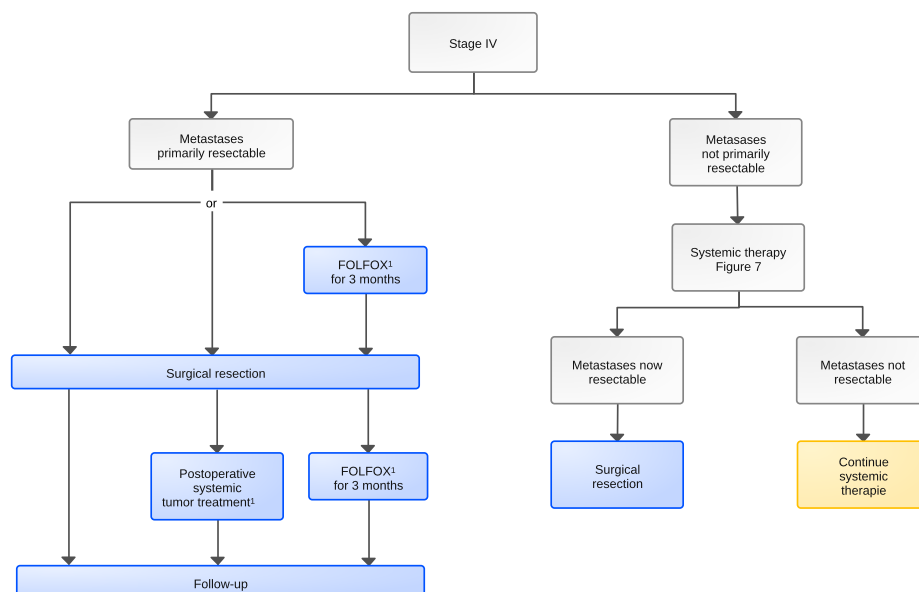 Stage IV
Metastases
primarily resectable
Metasases
not primarily
resectable
or
Systemic therapy
Figure 7
FOLFOX¹
for 3 months
Surgical resection
Metastases now
resectable
Metastases not
resectable
Postoperative
systemic
tumor treatment¹
FOLFOX¹
for 3 months
Surgical
resection
Continue
systemic
therapie
Follow-up